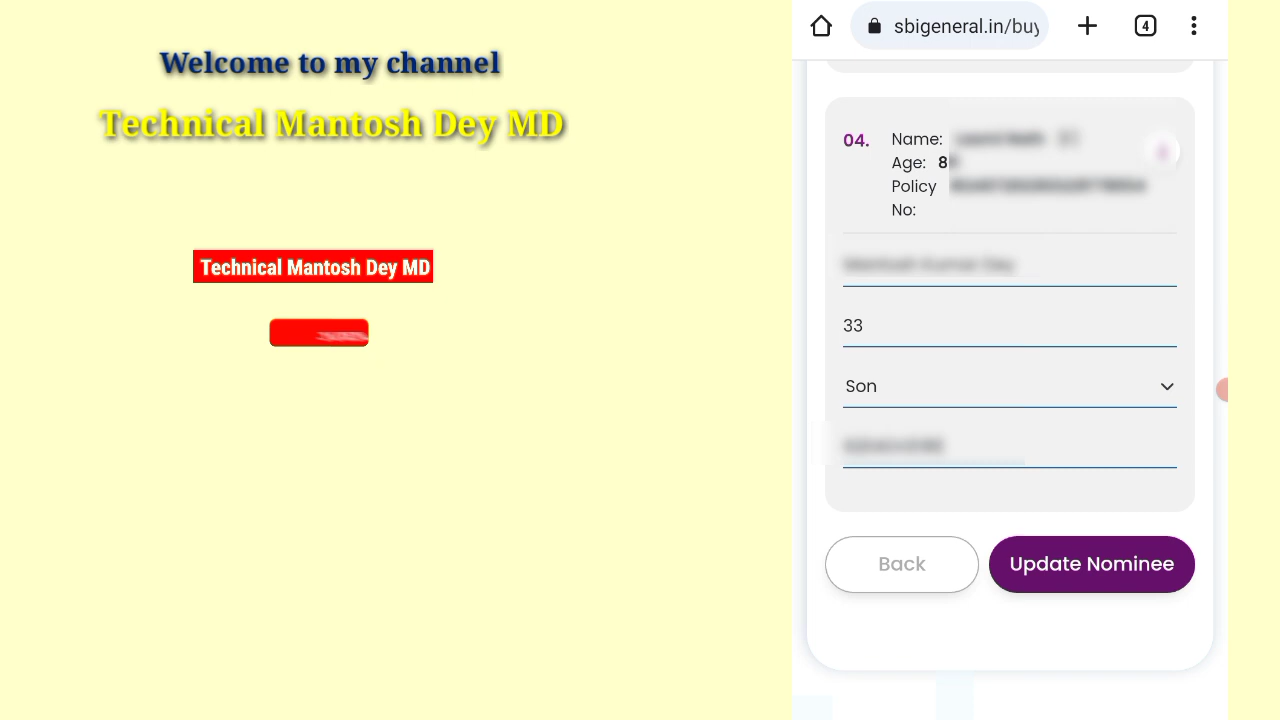 Welcome to my channel
Technical Mantosh Dey MD
Technical Mantosh Dey MD
sbigeneral.in/buy
4
04.
Name:
Age: 8
Policy
No:
33
Son
Back
Update Nominee